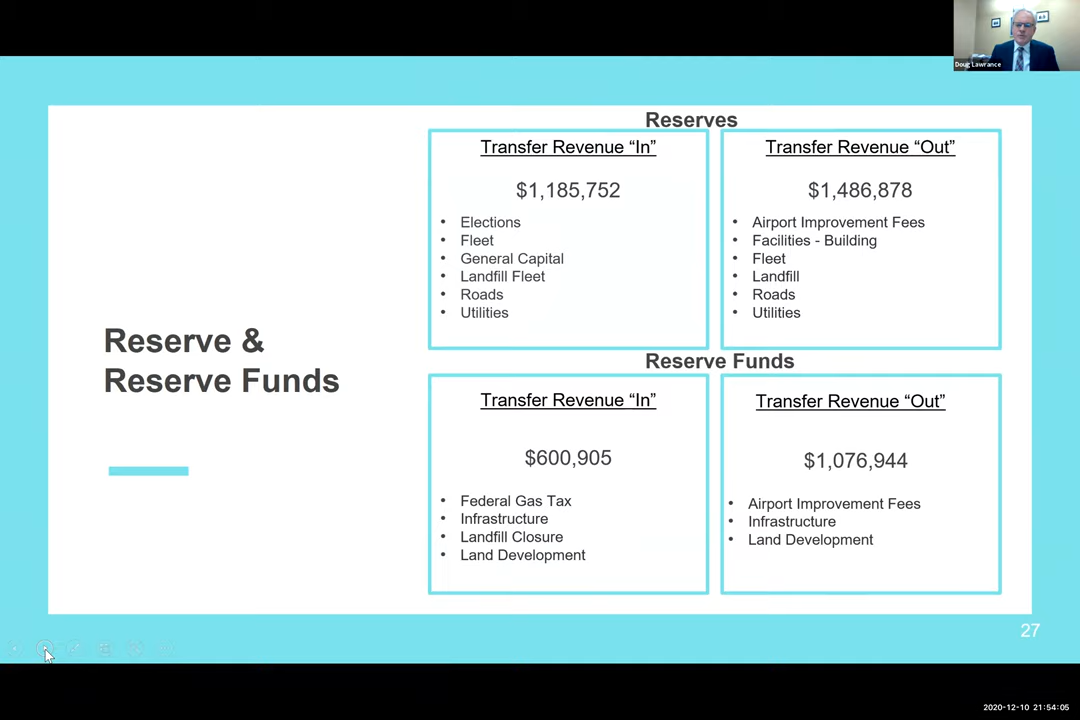 Doug Lawrance
Reserve &
Reserve Funds
Reserves
Transfer Revenue “In”
$1,185,752
• Elections
• Fleet
• General Capital
• Landfill Fleet
• Roads
• Utilities
Transfer Revenue “Out”
$1,486,878
• Airport Improvement Fees
• Facilities - Building
• Fleet
• Landfill
• Roads
• Utilities
Reserve Funds
Transfer Revenue “In”
$600,905
• Federal Gas Tax
• Infrastructure
• Landfill Closure
• Land Development
Transfer Revenue “Out”
$1,076,944
• Airport Improvement Fees
• Infrastructure
• Land Development
27
2020-12-10 21:54:05